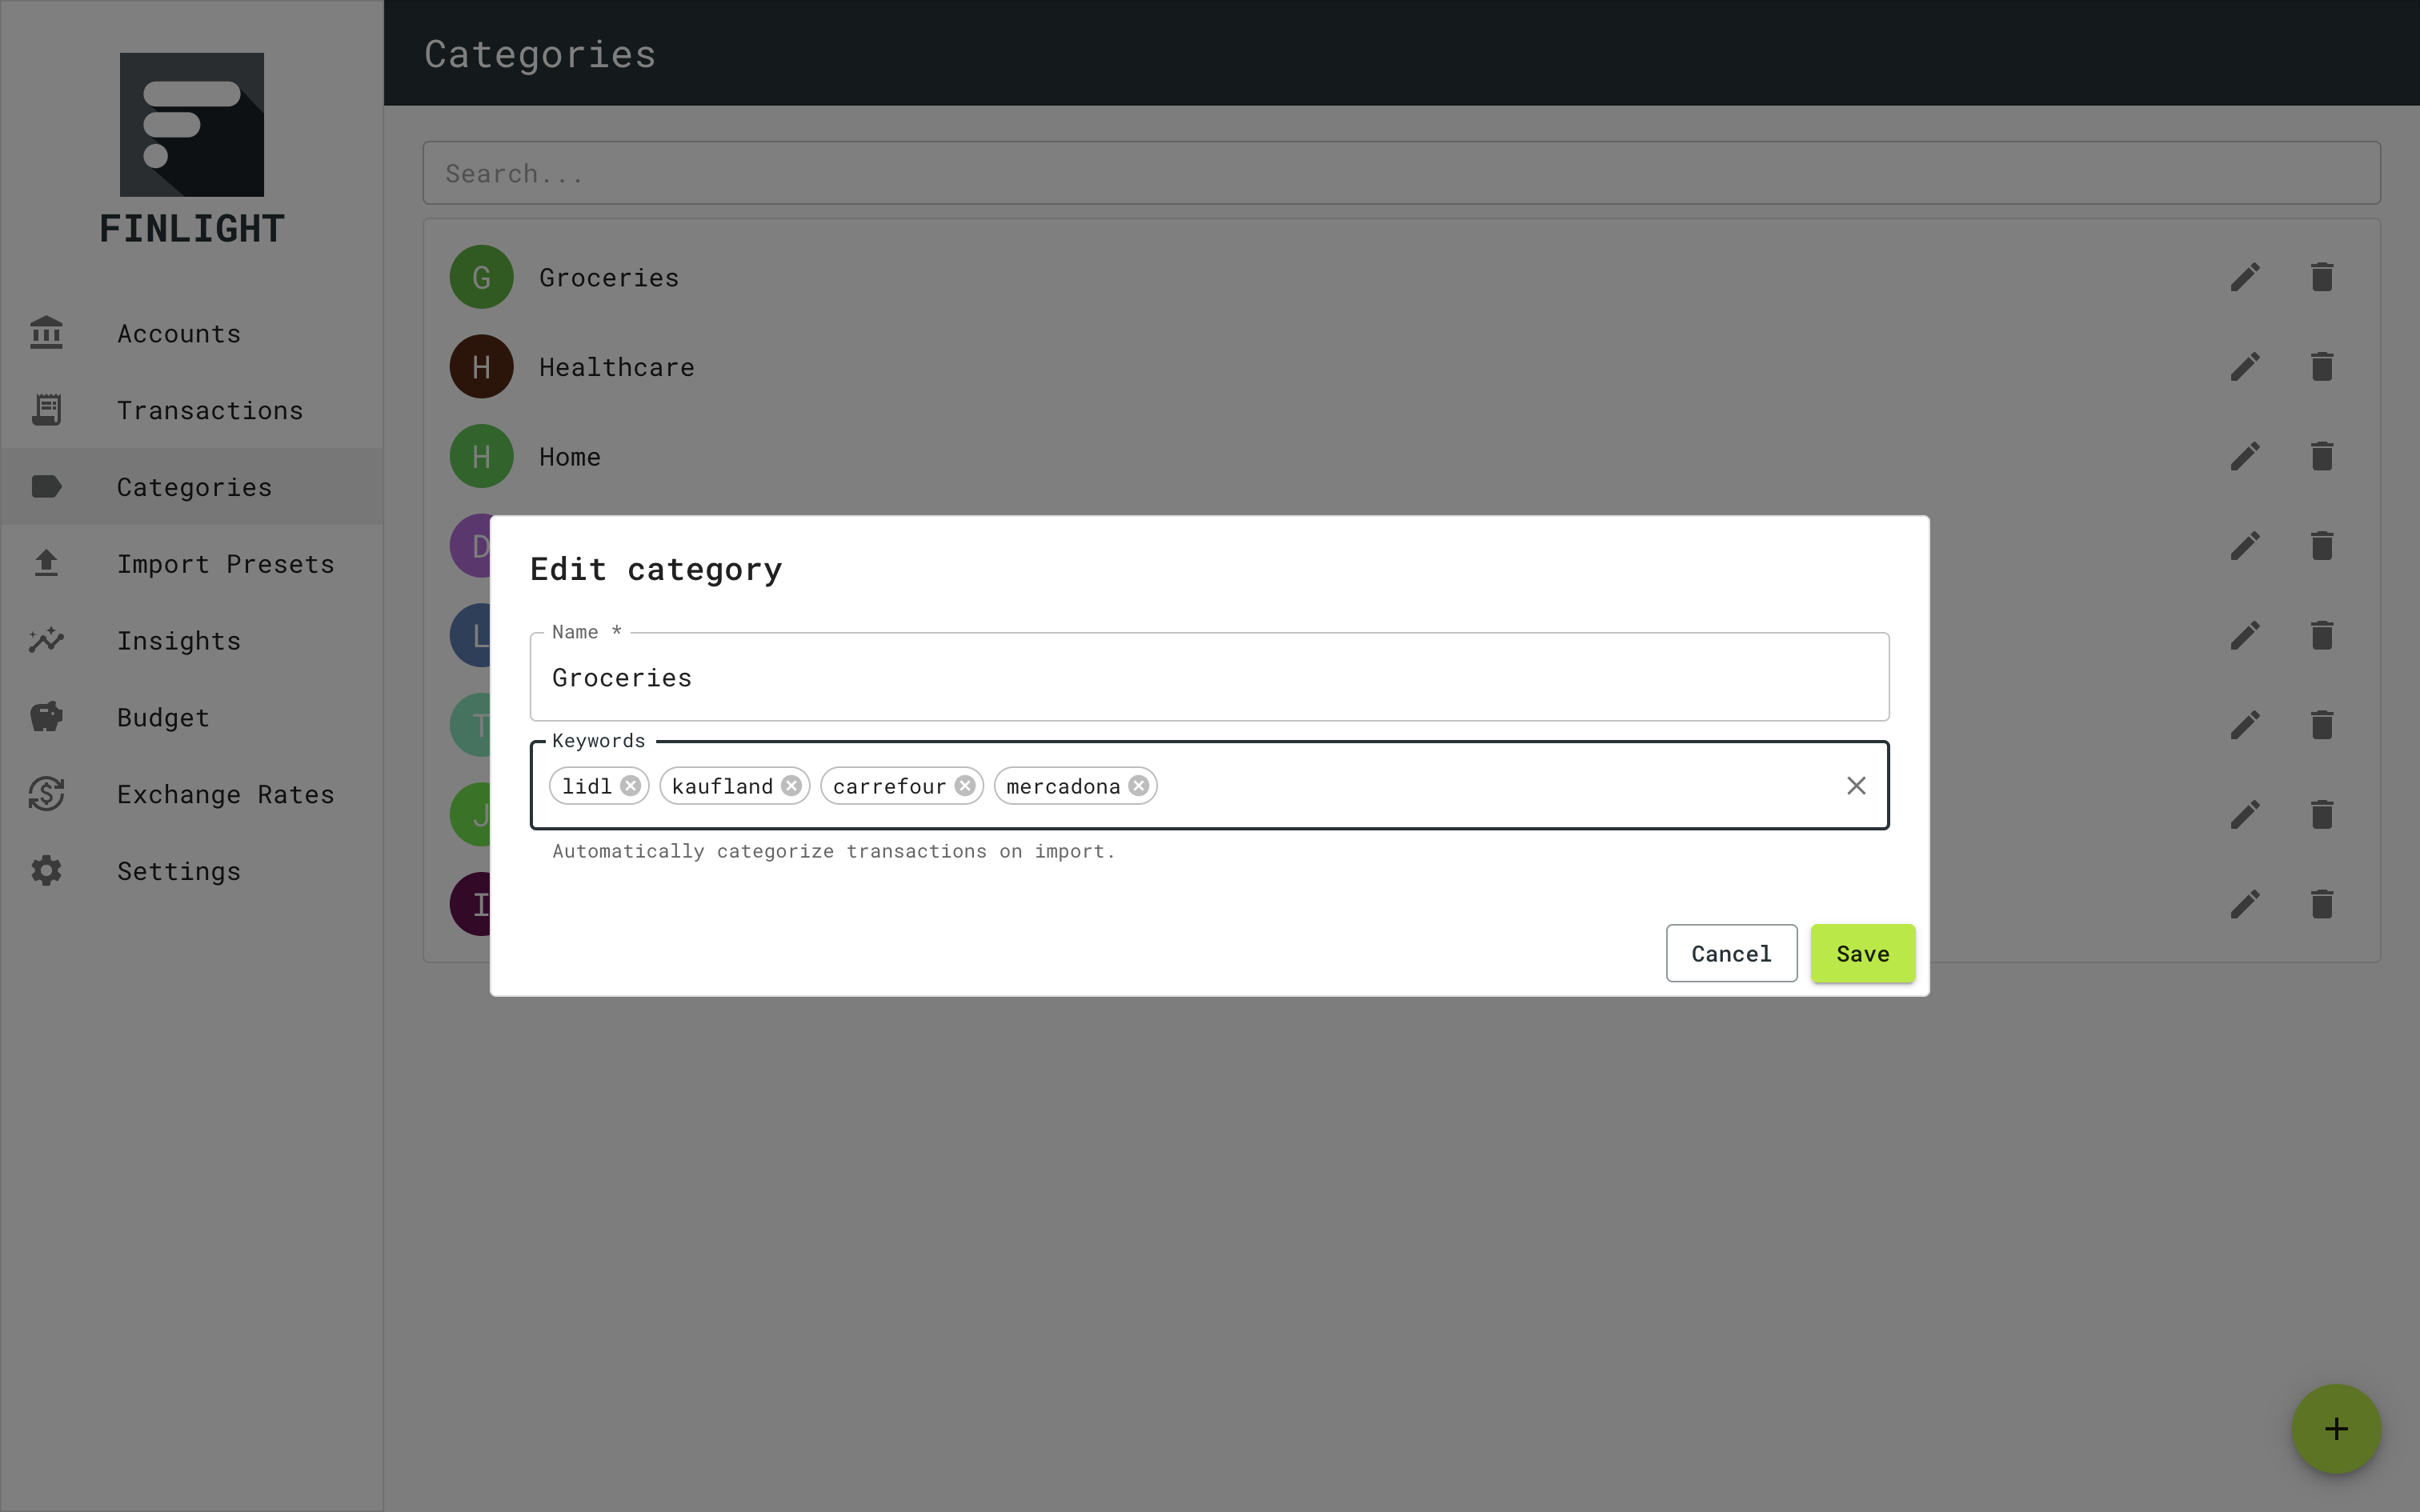 FINLIGHT
Accounts
Transactions
Categories
Import Presets
Insights
Budget
Exchange Rates
Settings
Categories
Search...
G Groceries
H Healthcare
H Home
D
L
T
J
I
Edit category
Name *
Groceries
Keywords
lidl kaufland carrefour mercadona
Automatically categorize transactions on import.
Cancel Save